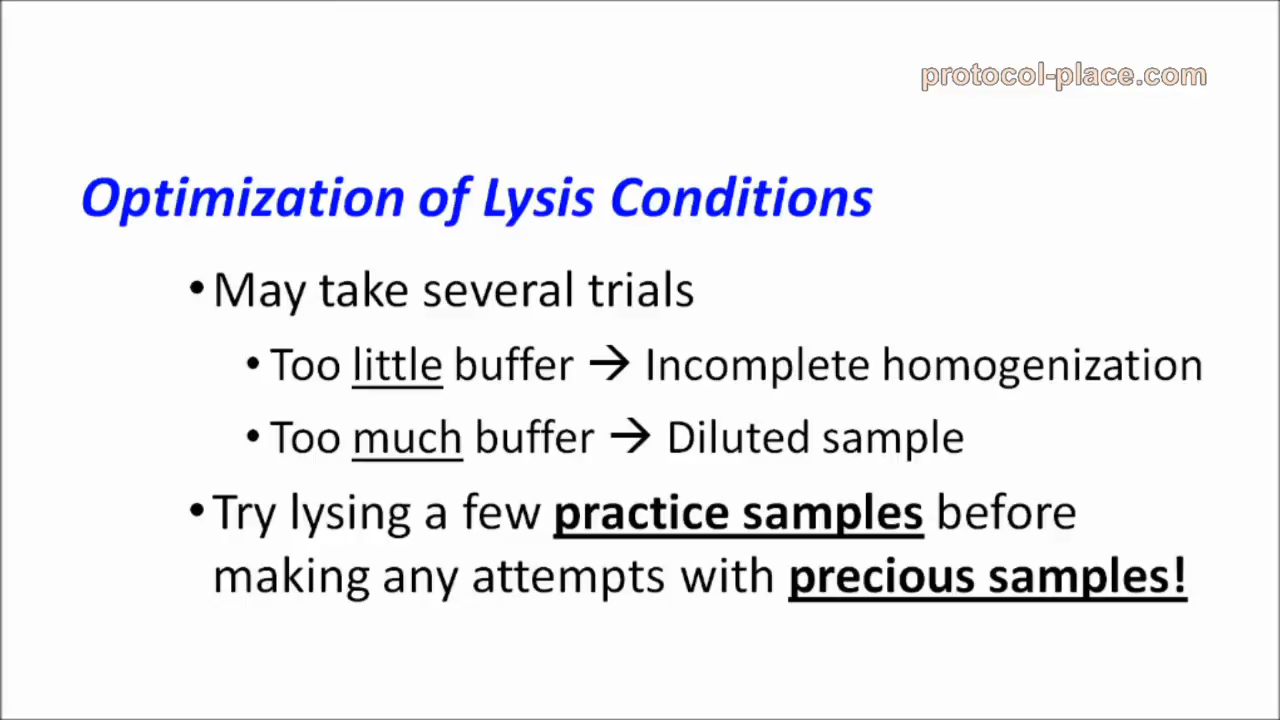 protocol-place.com
Optimization of Lysis Conditions
•May take several trials
•Too little buffer → Incomplete homogenization
•Too much buffer → Diluted sample
•Try lysing a few practice samples before
making any attempts with precious samples!